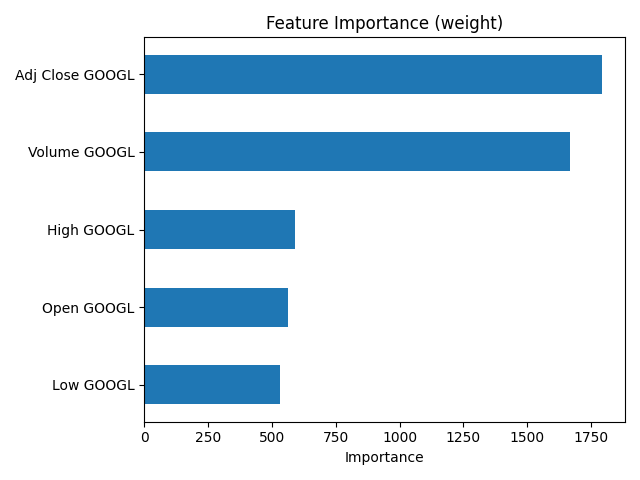 Feature Importance (weight)
Adj Close GOOGL
Volume GOOGL
High GOOGL
Open GOOGL
Low GOOGL
0 250 500 750 1000 1250 1500 1750
Importance